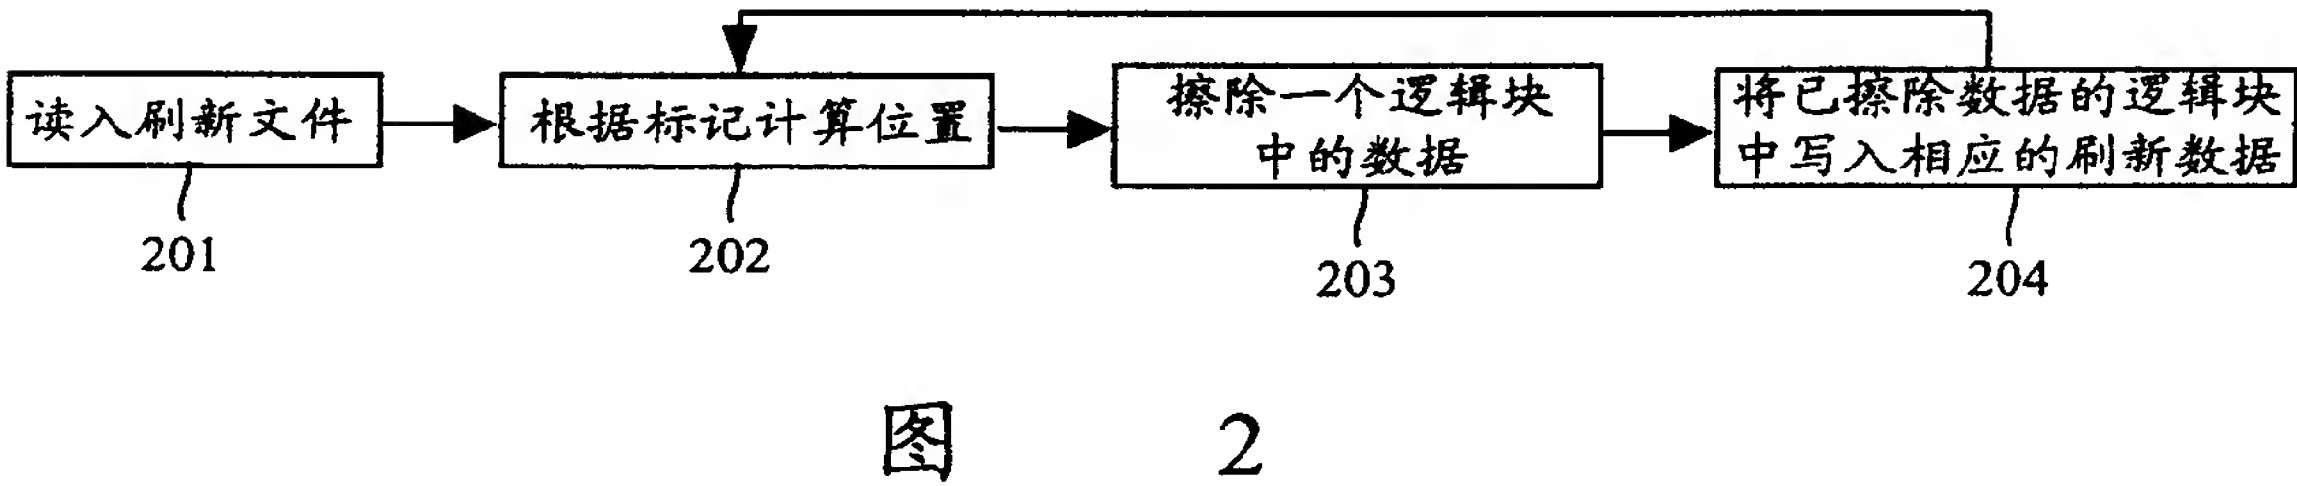 读入刷新文件
201
根据标记计算位置
202
擦除一个逻辑块
中的数据
203
将已擦除数据的逻辑块
中写入相应的刷新数据
204
图 2